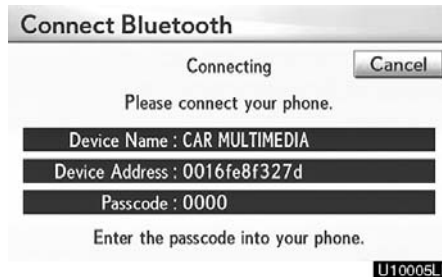 Connect Bluetooth
Connecting
Cancel
Please connect your phone.
Device Name : CAR MULTIMEDIA
Device Address : 0016fe8f327d
Passcode : 0000
Enter the passcode into your phone.
U10005L